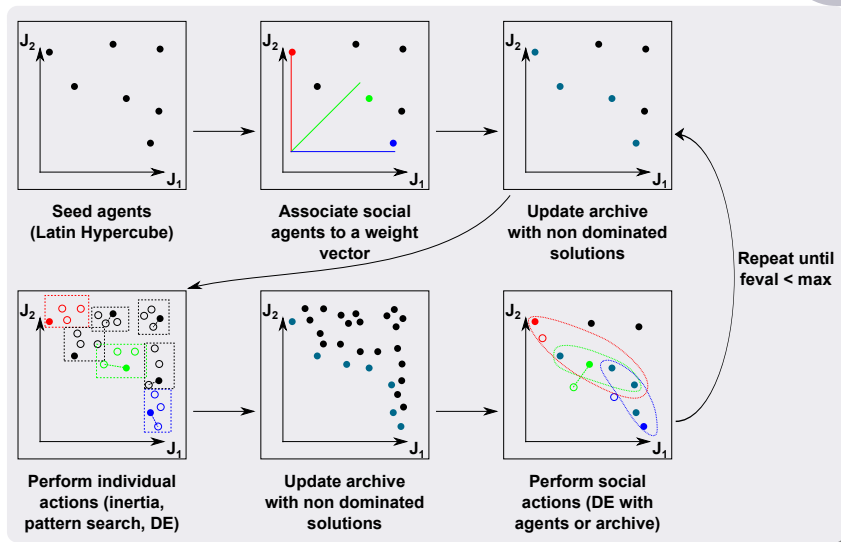 J2
J1
Seed agents
(Latin Hypercube)
J2
J1
Associate social
agents to a weight
vector
J2
J1
Update archive
with non dominated
solutions
Repeat until
feval < max
J2
J1
Perform individual
actions (inertia,
pattern search, DE)
J2
J1
Update archive
with non dominated
solutions
J2
J1
Perform social
actions (DE with
agents or archive)